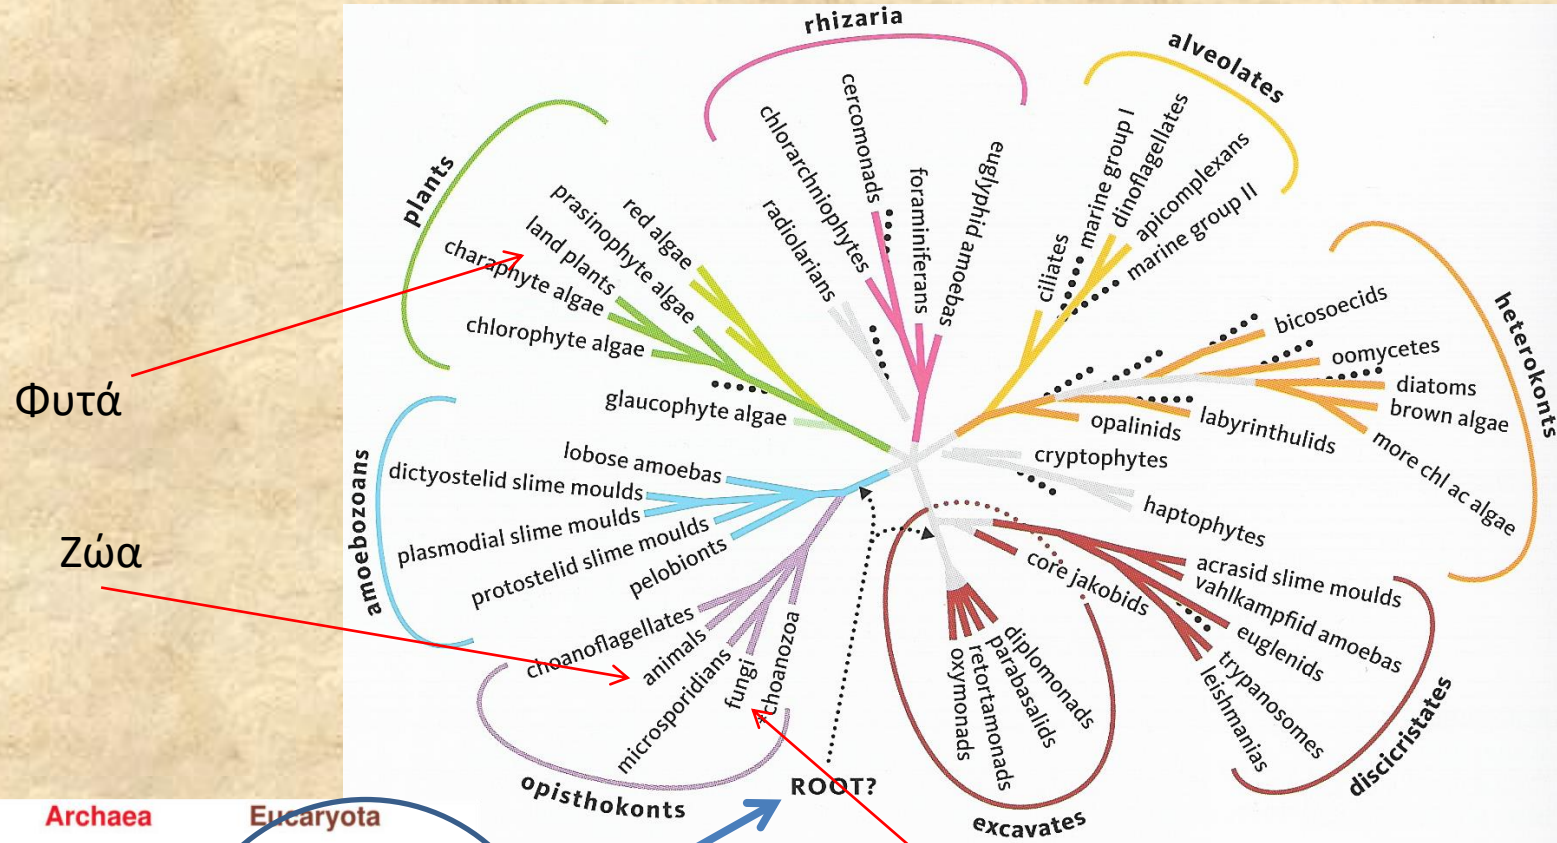 rhizaria
alveolates
plants
heterokonts
amoebozoans
opisthokonts
excavates
discicristates
red algae
prasinophyte algae
land plants
charaphyte algae
chlorophyte algae
glaucophyte algae
radiolarians
chlorarchniophytes
cercomonads
foraminiferans
euglyphid amoebas
ciliates
marine group I
dinoflagellates
apicomplexans
marine group II
bicosoecids
oomycetes
diatoms
brown algae
more chl ac algae
labyrinthulids
opalinids
cryptophytes
haptophytes
lobose amoebas
dictyostelid slime moulds
plasmodial slime moulds
protostelid slime moulds
pelobionts
choanoflagellates
animals
microsporidians
fungi
+choanozoa
core jakobids
acrasid slime moulds
vahlkampfiid amoebas
euglenids
trypanosomes
leishmanias
diplomonads
parabasalids
retortamonads
oxymonads
ROOT?
Φυτά
Ζώα
Archaea
Eucaryota